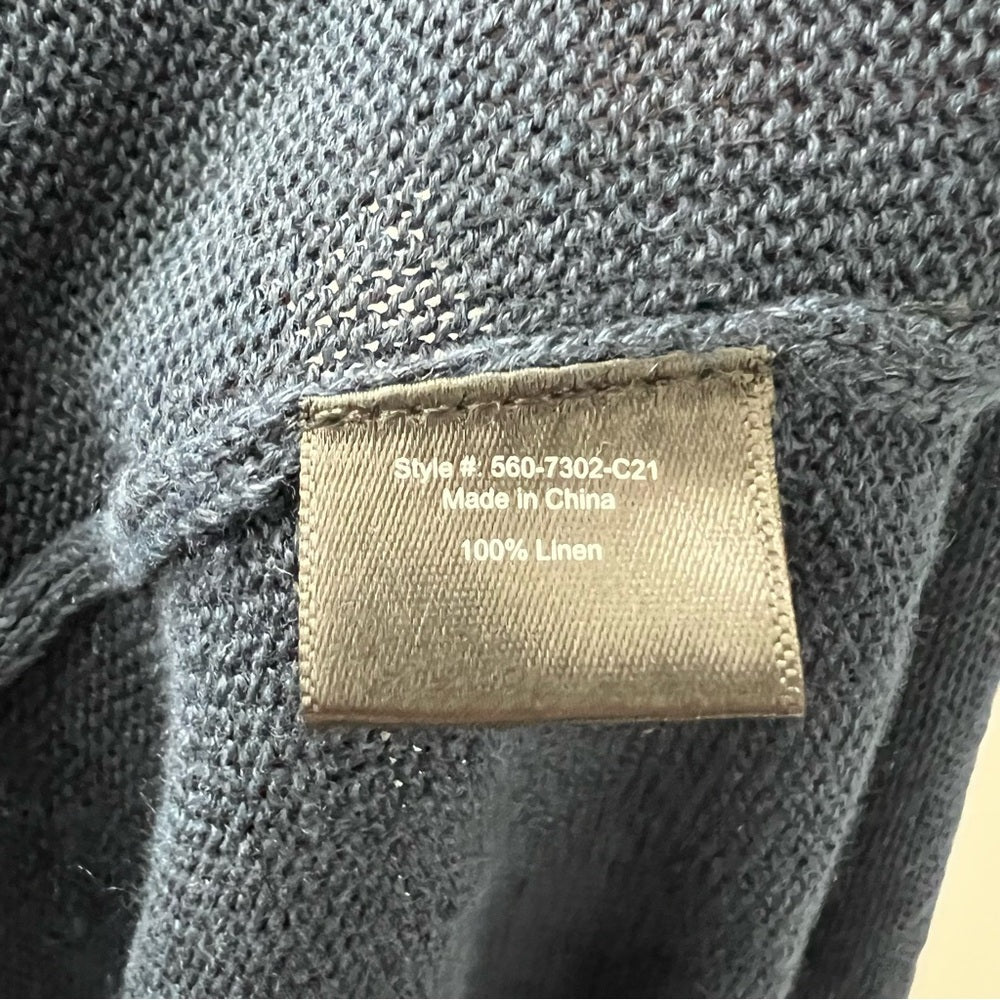 Style #: 560-7302-C21
Made in China
100% Linen